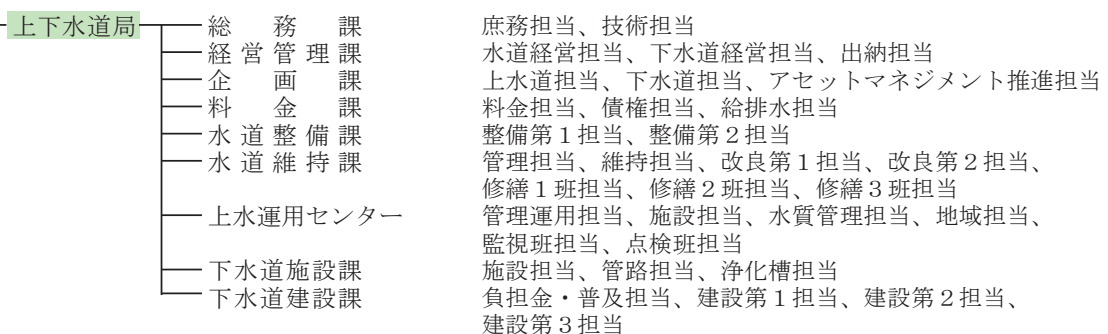 上下水道局 総務課 庶務担当、技術担当
経営管理課 水道経営担当、下水道経営担当、出納担当
企画課 上水道担当、下水道担当、アセットマネジメント推進担当
料金課 料金担当、債権担当、給排水担当
水道整備課 整備第１担当、整備第２担当
水道維持課 管理担当、維持担当、改良第１担当、改良第２担当、
修繕１班担当、修繕２班担当、修繕３班担当
上水運用センター 管理運用担当、施設担当、水質管理担当、地域担当、
監視班担当、点検班担当
下水道施設課 施設担当、管路担当、浄化槽担当
下水道建設課 負担金・普及担当、建設第１担当、建設第２担当、
建設第３担当